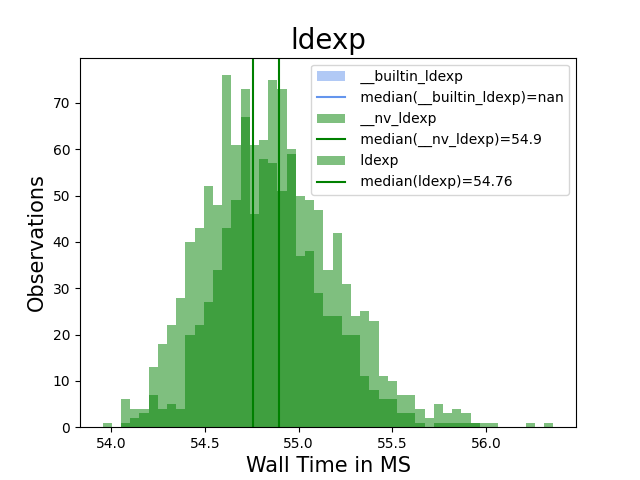 ldexp
__builtin_ldexp
median(__builtin_ldexp)=nan
__nv_ldexp
median(__nv_ldexp)=54.9
ldexp
median(ldexp)=54.76
Observations
70
60
50
40
30
20
10
0
54.0 54.5 55.0 55.5 56.0
Wall Time in MS